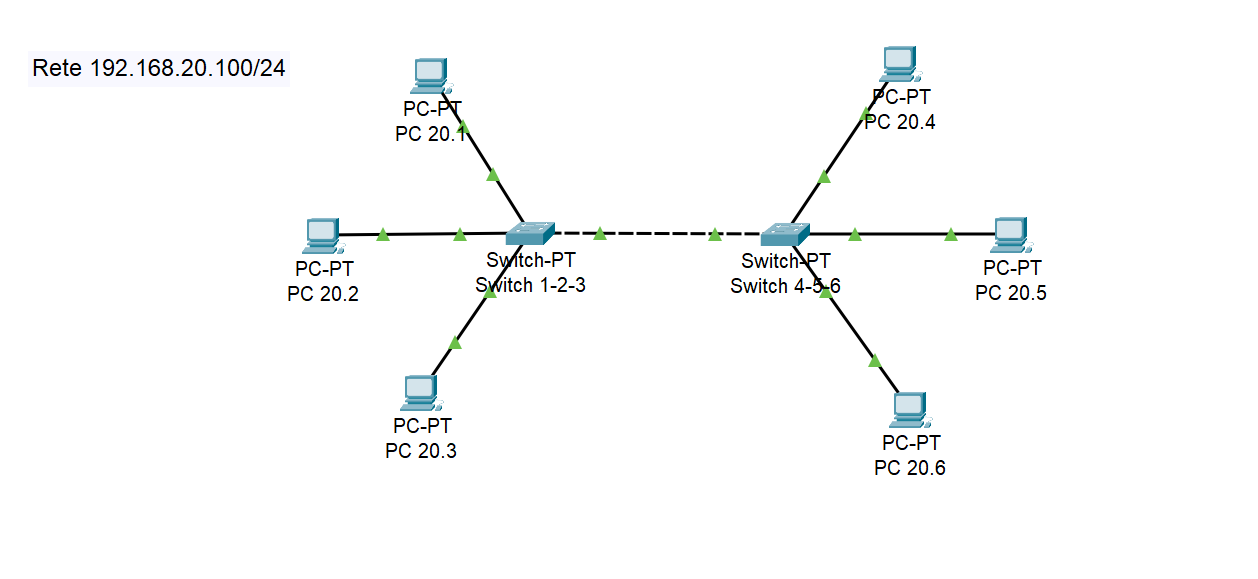 Rete 192.168.20.100/24
PC-PT
PC 20.1
PC-PT
PC 20.4
PC-PT
PC 20.2
Switch-PT
Switch 1-2-3
Switch-PT
Switch 4-5-6
PC-PT
PC 20.5
PC-PT
PC 20.3
PC-PT
PC 20.6